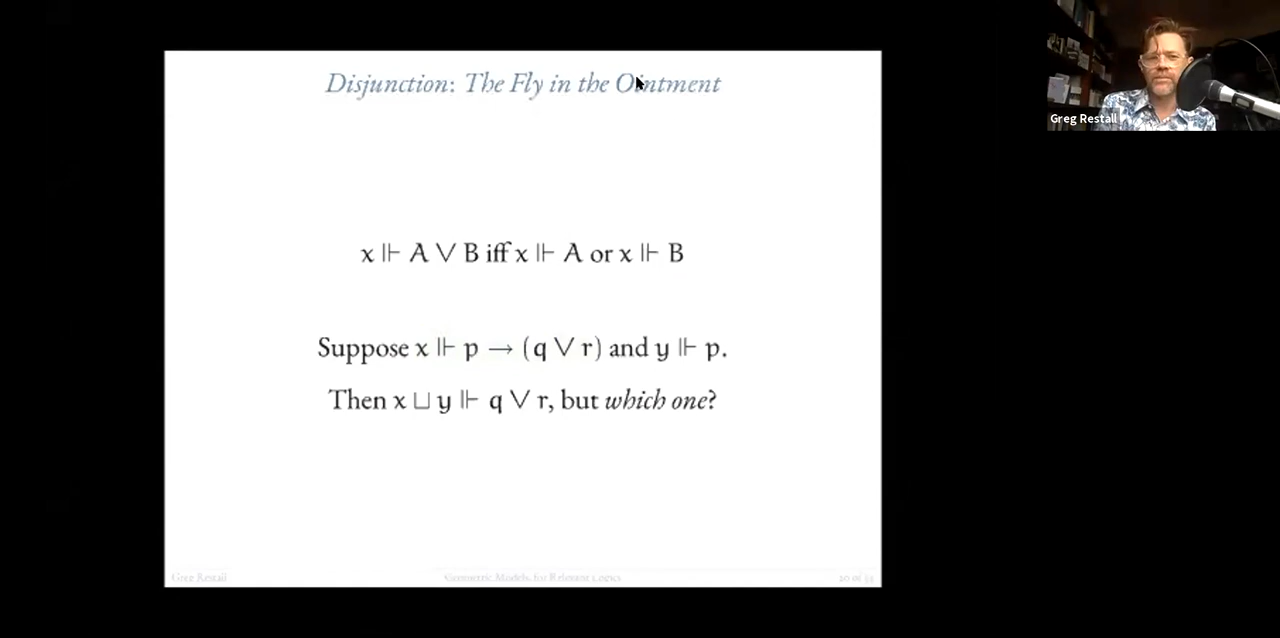 Disjunction: The Fly in the Ointment
x ⊩ A ∨ B iff x ⊩ A or x ⊩ B
Suppose x ⊩ p → (q ∨ r) and y ⊩ p.
Then x ⊔ y ⊩ q ∨ r, but which one?
Greg Restall
Geometric Models, for Relevant Logics
Greg Restall